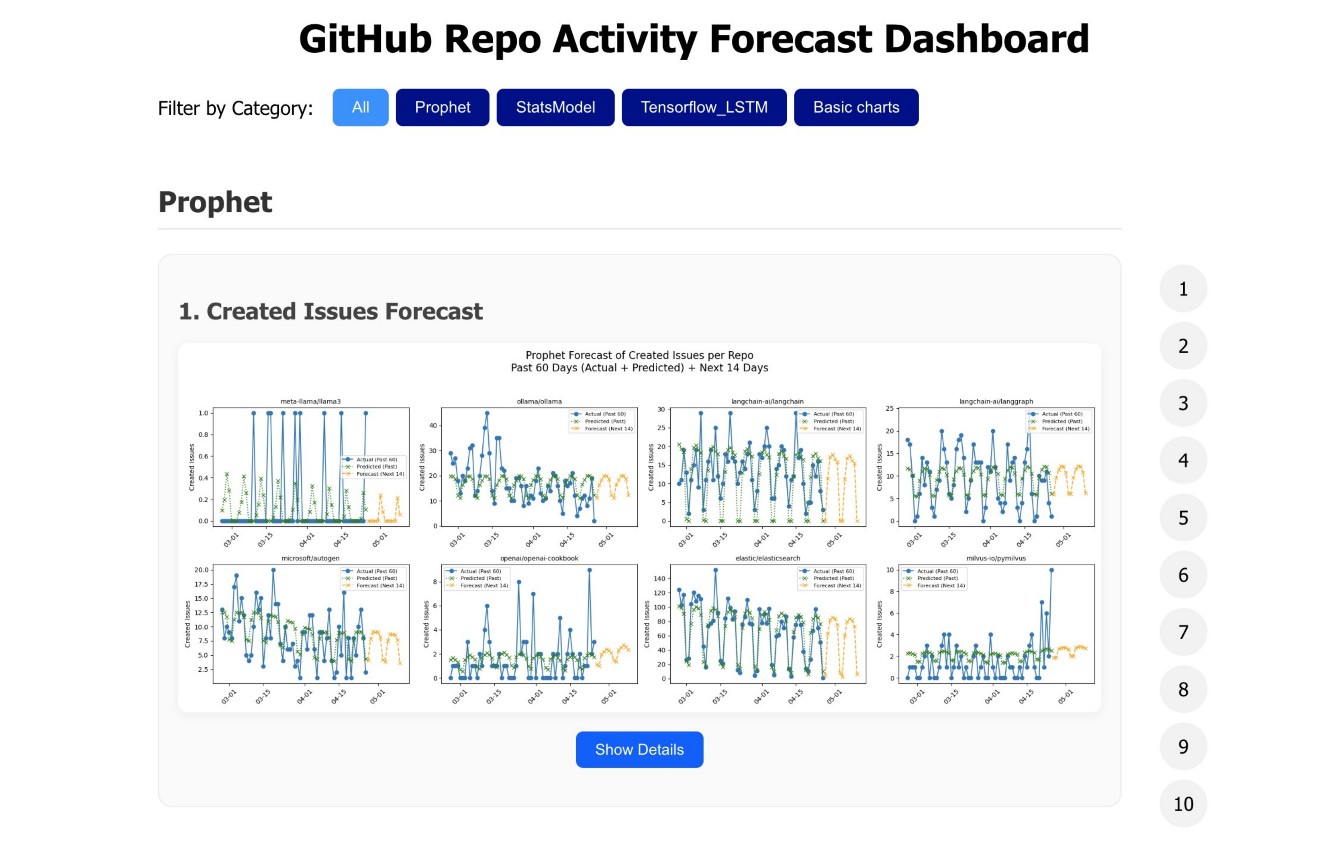 GitHub Repo Activity Forecast Dashboard
Filter by Category: All Prophet StatsModel Tensorflow_LSTM Basic charts
Prophet
1. Created Issues Forecast
Prophet Forecast of Created Issues per Repo
Past 60 Days (Actual + Predicted) + Next 14 Days
meta-llama/llama3
Created Issues
1.0
0.8
0.6
0.4
0.2
0.0
Actual (Past 60)
Predicted (Past)
Forecast (Next 14)
03-01 03-15 04-01 04-15 05-01
ollama/ollama
Created Issues
40
30
20
10
0
Actual (Past 60)
Predicted (Past)
Forecast (Next 14)
03-01 03-15 04-01 04-15 05-01
langchain-ai/langchain
Created Issues
30
25
20
15
10
5
0
Actual (Past 60)
Predicted (Past)
Forecast (Next 14)
03-01 03-15 04-01 04-15 05-01
langchain-ai/langgraph
Created Issues
25
20
15
10
5
0
Actual (Past 60)
Predicted (Past)
Forecast (Next 14)
03-01 03-15 04-01 04-15 05-01
microsoft/autogen
Created Issues
20.0
17.5
15.0
12.5
10.0
7.5
5.0
2.5
Actual (Past 60)
Predicted (Past)
Forecast (Next 14)
03-01 03-15 04-01 04-15 05-01
openai/openai-cookbook
Created Issues
8
6
4
2
0
Actual (Past 60)
Predicted (Past)
Forecast (Next 14)
03-01 03-15 04-01 04-15 05-01
elastic/elasticsearch
Created Issues
140
120
100
80
60
40
20
0
Actual (Past 60)
Predicted (Past)
Forecast (Next 14)
03-01 03-15 04-01 04-15 05-01
milvus-io/pymilvus
Created Issues
10
8
6
4
2
0
Actual (Past 60)
Predicted (Past)
Forecast (Next 14)
03-01 03-15 04-01 04-15 05-01
Show Details
1
2
3
4
5
6
7
8
9
10